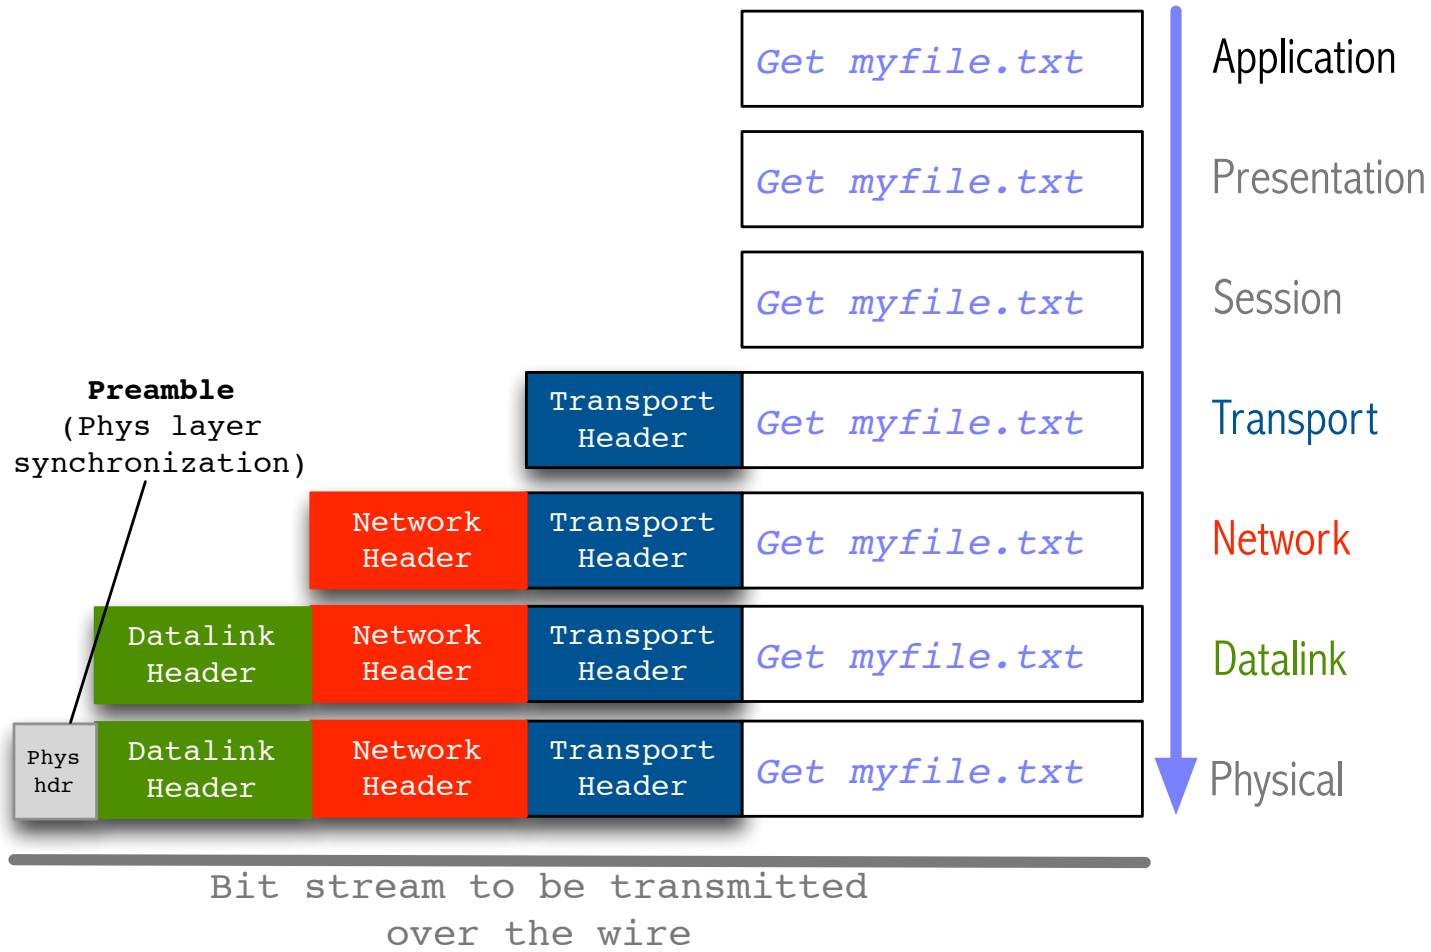 Get myfile.txt
Application
Get myfile.txt
Presentation
Get myfile.txt
Session
Preamble
(Phys layer
synchronization)
Transport
Header
Get myfile.txt
Transport
Network
Header
Transport
Header
Get myfile.txt
Network
Datalink
Header
Network
Header
Transport
Header
Get myfile.txt
Datalink
Phys
hdr
Datalink
Header
Network
Header
Transport
Header
Get myfile.txt
Physical
Bit stream to be transmitted
over the wire